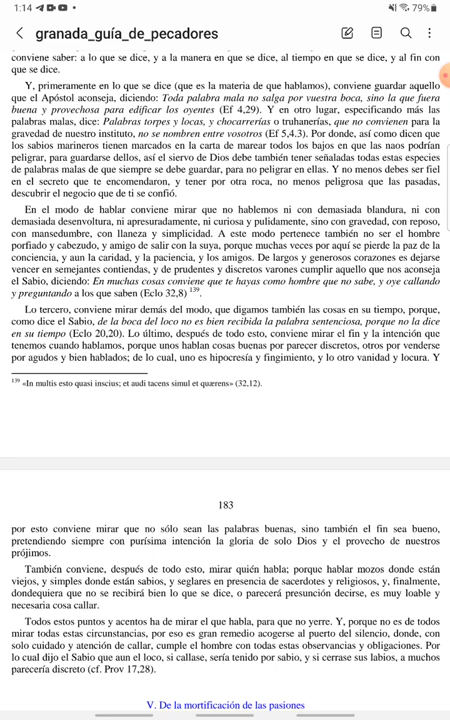 1:14
79%
granada_guía_de_pecadores
conviene saber: a lo que se dice, y a la manera en que se dice, al tiempo en que se dice, y al fin con
que se dice.
Y, primeramente en lo que se dice (que es la materia de que hablamos), conviene guardar aquello
que el Apóstol aconseja, diciendo: Toda palabra mala no salga por vuestra boca, sino la que fuera
buena y provechosa para edificar los oyentes (Ef 4,29). Y en otro lugar, especificando más las
palabras malas, dice: Palabras torpes y locas, y chocarrerías o truhanerías, que no convienen para la
gravedad de nuestro instituto, no se nombren entre vosotros (Ef 5,4.3). Por donde, así como dicen que
los sabios marineros tienen marcados en la carta de marear todos los bajos en que las naos podrían
peligrar, para guardarse dellos, así el siervo de Dios debe también tener señaladas todas estas especies
de palabras malas de que siempre se debe guardar, para no peligrar en ellas. Y no menos debes ser fiel
en el secreto que te encomendaron, y tener por otra roca, no menos peligrosa que las pasadas,
descubrir el negocio que de ti se confió.
En el modo de hablar conviene mirar que no hablemos ni con demasiada blandura, ni con
demasiada desenvoltura, ni apresuradamente, ni curiosa y pulidamente, sino con gravedad, con reposo,
con mansedumbre, con llaneza y simplicidad. A este modo pertenece también no ser el hombre
porfiado y cabezudo, y amigo de salir con la suya, porque muchas veces por aquí se pierde la paz de la
conciencia, y aun la caridad, y la paciencia, y los amigos. De largos y generosos corazones es dejarse
vencer en semejantes contiendas, y de prudentes y discretos varones cumplir aquello que nos aconseja
el Sabio, diciendo: En muchas cosas conviene que te hayas como hombre que no sabe, y oye callando
y preguntando a los que saben (Eclo 32,8) 139.
Lo tercero, conviene mirar demás del modo, que digamos también las cosas en su tiempo, porque,
como dice el Sabio, de la boca del loco no es bien recibida la palabra sentenciosa, porque no la dice
en su tiempo (Eclo 20,20). Lo último, después de todo esto, conviene mirar el fin y la intención que
tenemos cuando hablamos, porque unos hablan cosas buenas por parecer discretos, otros por venderse
por agudos y bien hablados; de lo cual, uno es hipocresía y fingimiento, y lo otro vanidad y locura. Y
139 «In multis esto quasi inscius; et audi tacens simul et quærens» (32,12).
183
por esto conviene mirar que no sólo sean las palabras buenas, sino también el fin sea bueno,
pretendiendo siempre con purísima intención la gloria de solo Dios y el provecho de nuestros
prójimos.
También conviene, después de todo esto, mirar quién habla; porque hablar mozos donde están
viejos, y simples donde están sabios, y seglares en presencia de sacerdotes y religiosos, y, finalmente,
dondequiera que no se recibirá bien lo que se dice, o parecerá presunción decirse, es muy loable y
necesaria cosa callar.
Todos estos puntos y acentos ha de mirar el que habla, para que no yerre. Y, porque no es de todos
mirar todas estas circunstancias, por eso es gran remedio acogerse al puerto del silencio, donde, con
solo cuidado y atención de callar, cumple el hombre con todas estas observancias y obligaciones. Por
lo cual dijo el Sabio que aun el loco, si callase, sería tenido por sabio, y si cerrase sus labios, a muchos
parecería discreto (cf. Prov 17,28).
V. De la mortificación de las pasiones